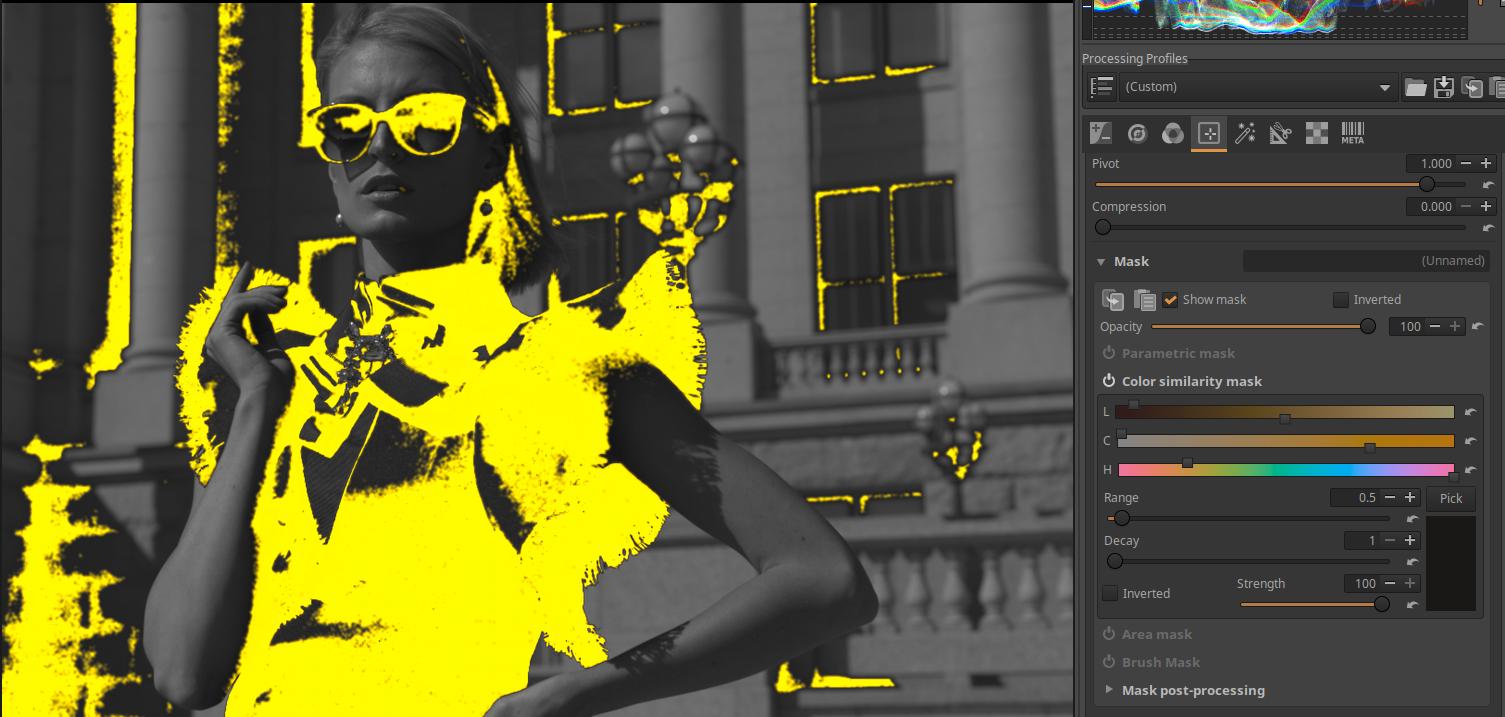 Processing Profiles
(Custom)
META
Pivot 1.000
Compression 0.000
Mask (Unnamed)
Show mask Inverted
Opacity 100
Parametric mask
Color similarity mask
L
C
H
Range 0.5 Pick
Decay 1
Inverted Strength 100
Area mask
Brush Mask
Mask post-processing